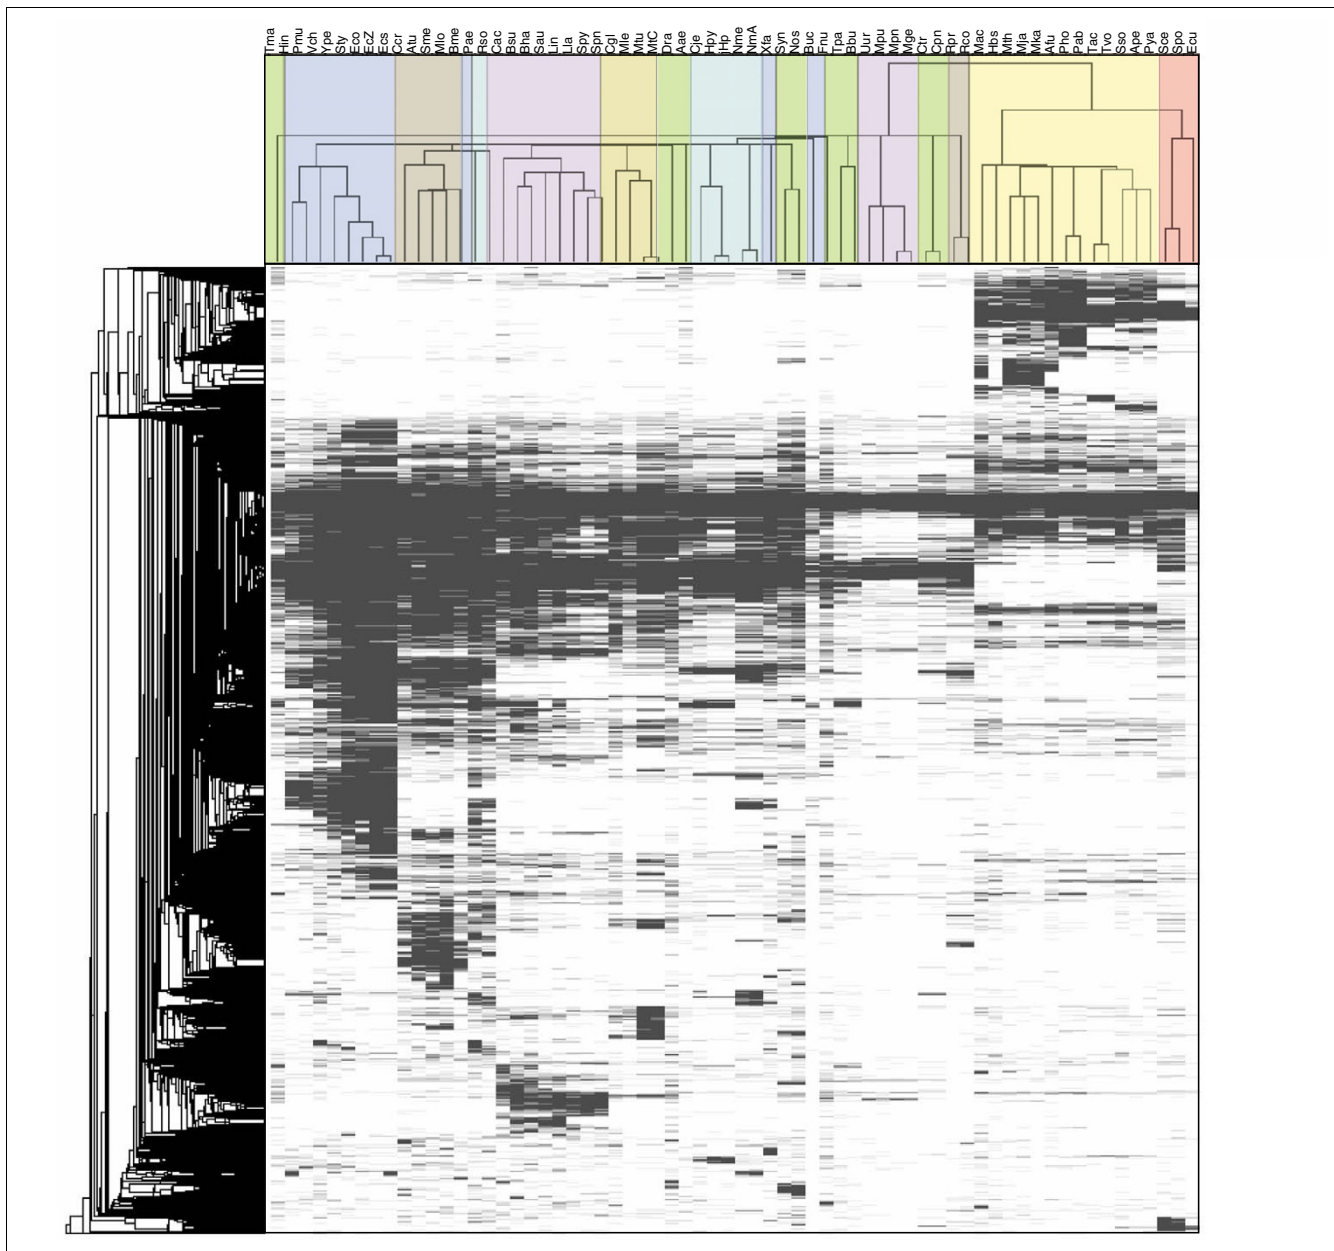 Tma Hin Pmu Vch Ype Sty Eco EcZ Ecs Ccr Atu Sme Mlo Bme Pae Rso Cac Bsu Bha Sau Lin Lla Spy Spn Cgl Mle Mtu MtC Dra Aae Cje Hpy jHp Nme NmA Xfa Syn Nos Buc Fnu Tpa Bbu Uur Mpu Mpn Mge Ctr Cpn Rpr Rco Mac Hbs Mth Mja Mka Afu Pho Pab Tac Tvo Sso Ape Pya Sce Spo Ecu